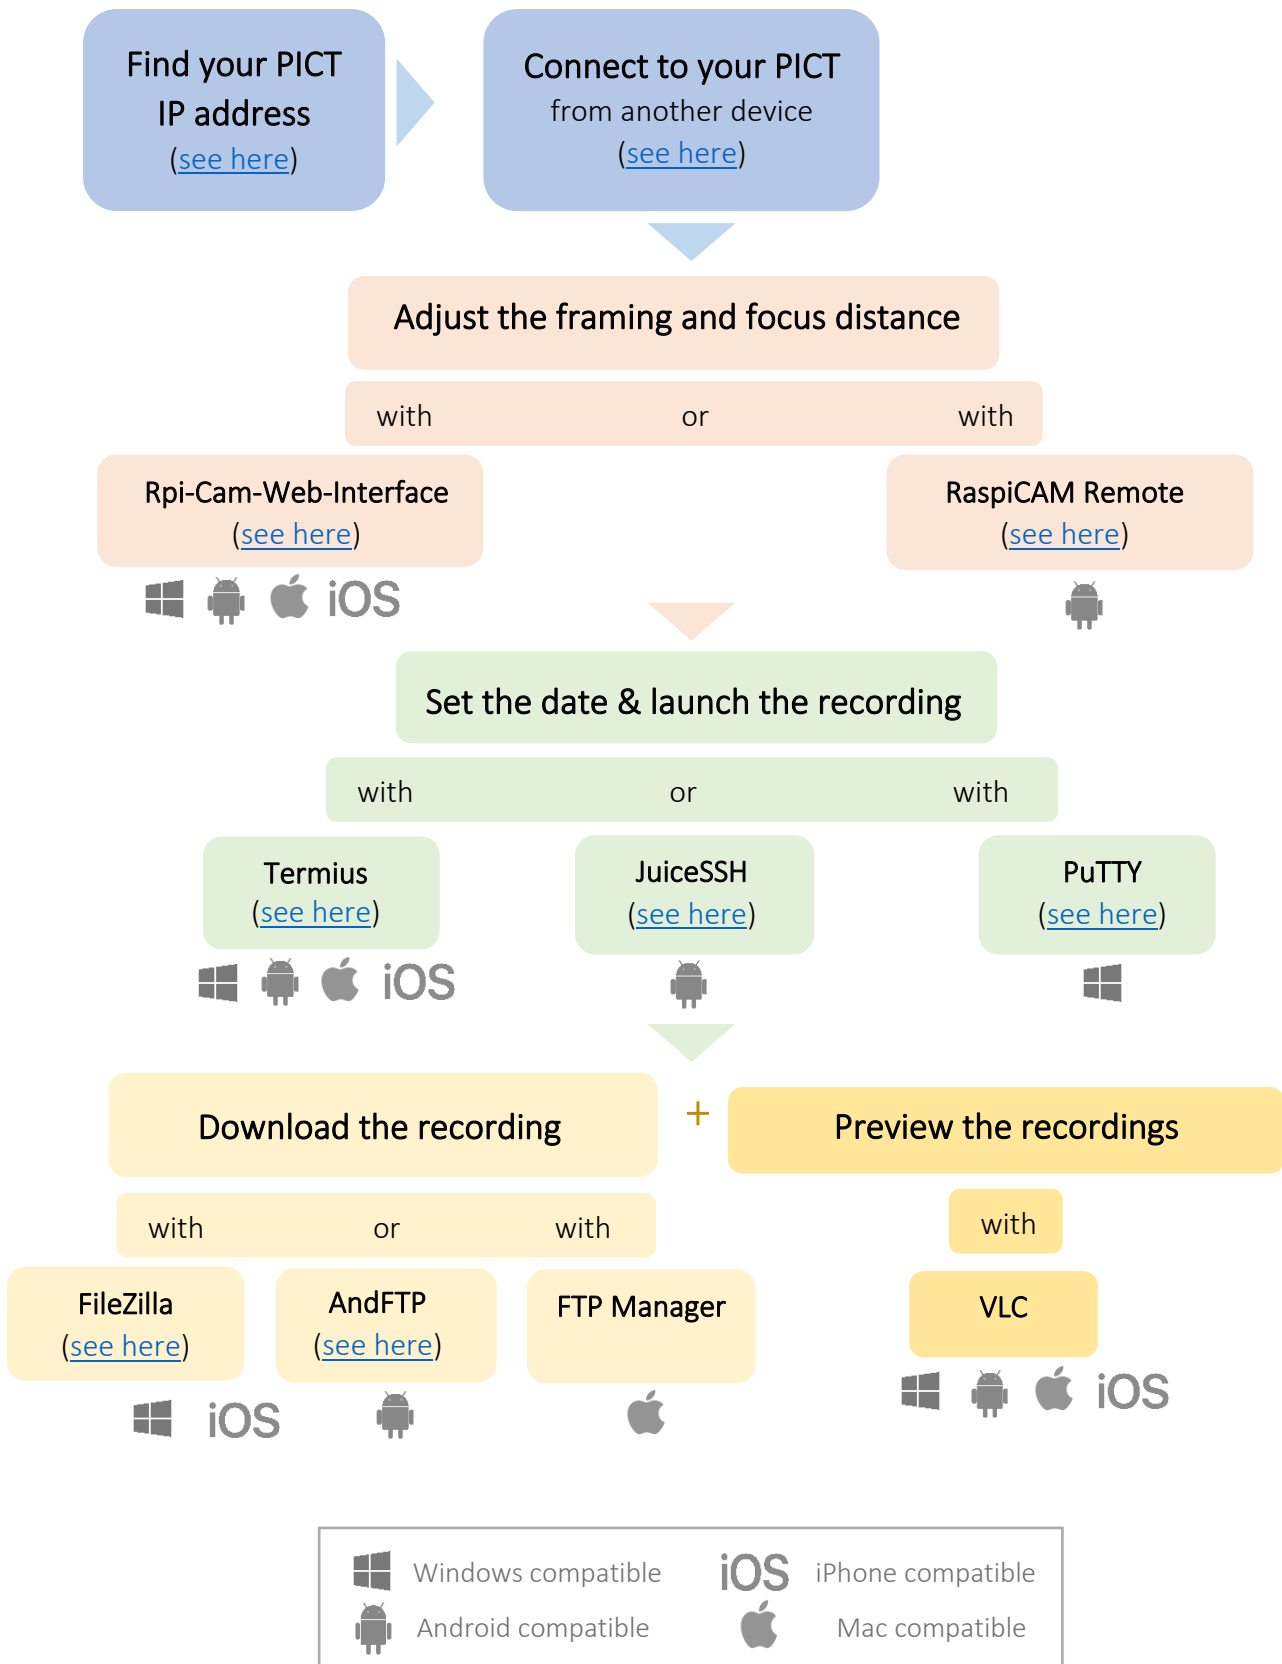 Find your PICT
IP address
(see here)
Connect to your PICT
from another device
(see here)
Adjust the framing and focus distance
with or with
Rpi-Cam-Web-Interface
(see here)
RaspiCAM Remote
(see here)
iOS
Set the date & launch the recording
with or with
Termius
(see here)
JuiceSSH
(see here)
PuTTY
(see here)
iOS
Download the recording
+
Preview the recordings
with or with
with
FileZilla
(see here)
AndFTP
(see here)
FTP Manager
VLC
iOS
iOS
Windows compatible
iOS iPhone compatible
Android compatible
Mac compatible